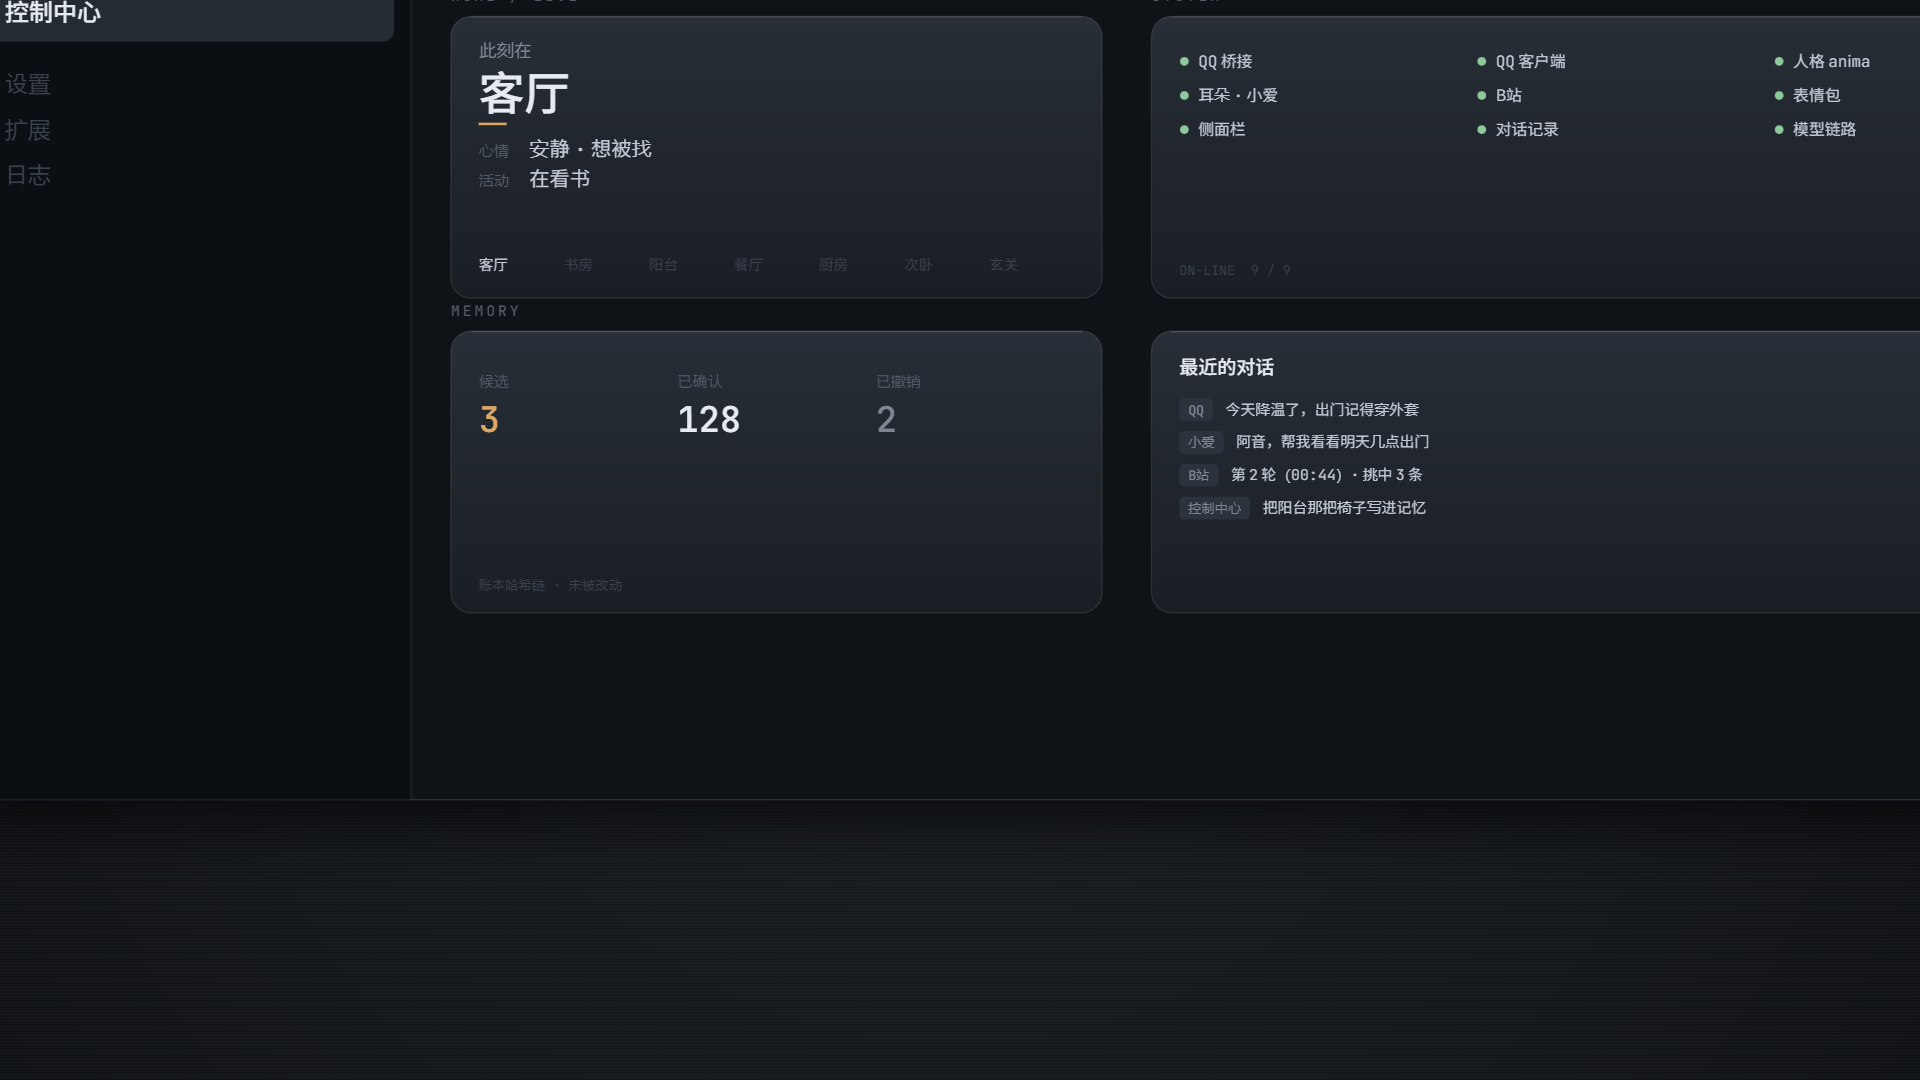 控制中心
设置
扩展
日志
此刻在
客厅
心情 安静 · 想被找
活动 在看书
客厅 书房 阳台 餐厅 厨房 次卧 玄关
QQ 桥接 QQ 客户端 人格 anima
耳朵 · 小爱 B站 表情包
侧面栏 对话记录 模型链路
ON-LINE 9 / 9
MEMORY
候选 已确认 已撤销
3 128 2
账本哈希链 · 未被改动
最近的对话
QQ 今天降温了，出门记得穿外套
小爱 阿音，帮我看看明天几点出门
B站 第 2 轮 (00:44) · 挑中 3 条
控制中心 把阳台那把椅子写进记忆